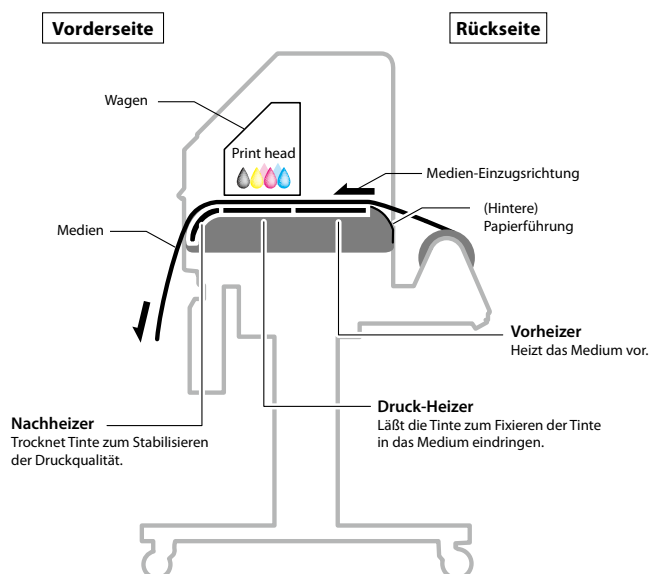 Vorderseite
Rückseite
Wagen
Print head
Medien-Einzugsrichtung
(Hintere)
Papierführung
Medien
Vorheizer
Heizt das Medium vor.
Nachheizer
Trocknet Tinte zum Stabilisieren
der Druckqualität.
Druck-Heizer
Läßt die Tinte zum Fixieren der Tinte
in das Medium eindringen.